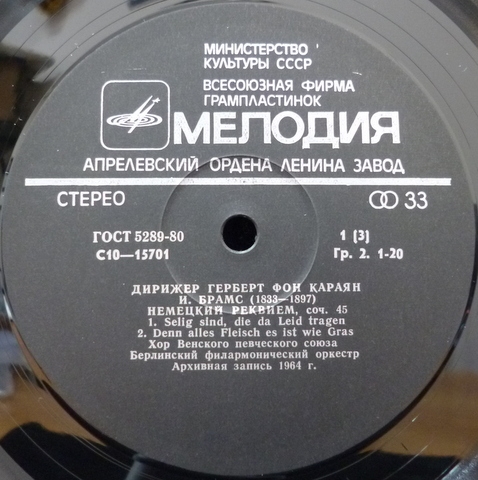 МИНИСТЕРСТВО
КУЛЬТУРЫ СССР
ВСЕСОЮЗНАЯ ФИРМА
ГРАМПЛАСТИНОК
МЕЛОДИЯ
АПРЕЛЕВСКИЙ ОРДЕНА ЛЕНИНА ЗАВОД
СТЕРЕО 33
ГОСТ 5289-80 1 (3)
С10—15701 Гр. 2. 1-20
ДИРИЖЕР ГЕРБЕРТ ФОН КАРАЯН
И. БРАМС (1833—1897)
НЕМЕЦКИЙ РЕКВИЕМ, соч. 45
1. Selig sind, die da Leid tragen
2. Denn alles Fleisch es ist wie Gras
Хор Венского певческого союза
Берлинский филармонический оркестр
Архивная запись 1964 г.